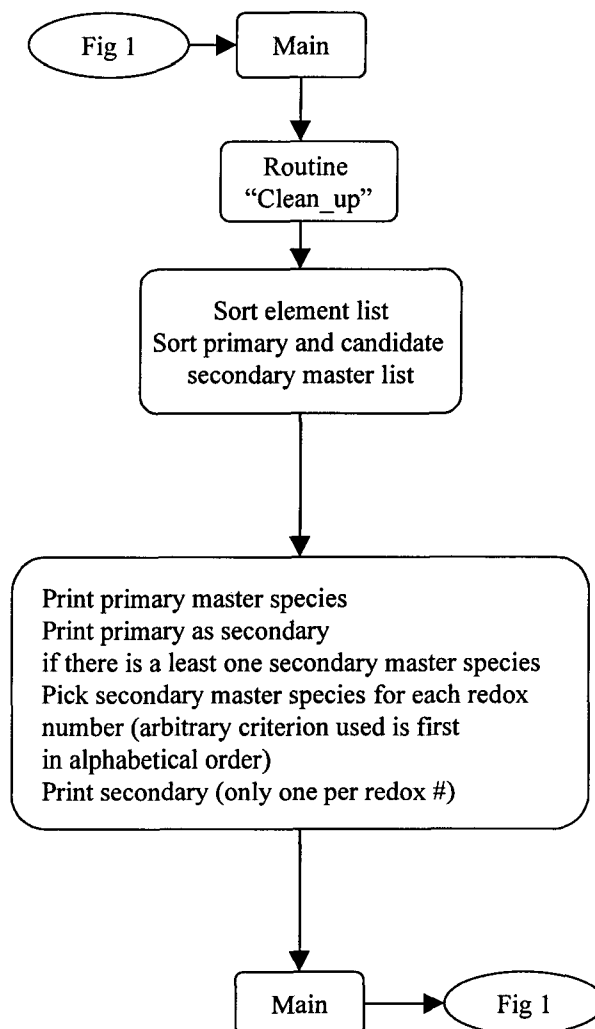 Fig 1
Main
Routine
“Clean_up”
Sort element list
Sort primary and candidate
secondary master list
Print primary master species
Print primary as secondary
if there is a least one secondary master species
Pick secondary master species for each redox
number (arbitrary criterion used is first
in alphabetical order)
Print secondary (only one per redox #)
Main
Fig 1